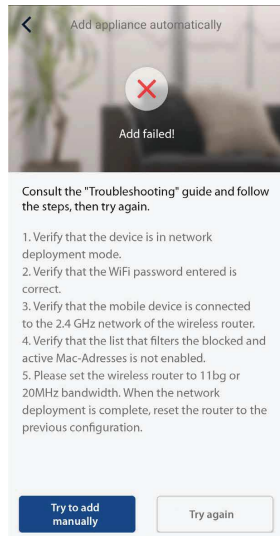 Add appliance automatically
Add failed!
Consult the "Troubleshooting" guide and follow
the steps, then try again.
1. Verify that the device is in network
deployment mode.
2. Verify that the WiFi password entered is
correct.
3. Verify that the mobile device is connected
to the 2.4 GHz network of the wireless router.
4. Verify that the list that filters the blocked and
active Mac-Adresses is not enabled.
5. Please set the wireless router to 11bg or
20MHz bandwidth. When the network
deployment is complete, reset the router to the
previous configuration.
Try to add
manually
Try again